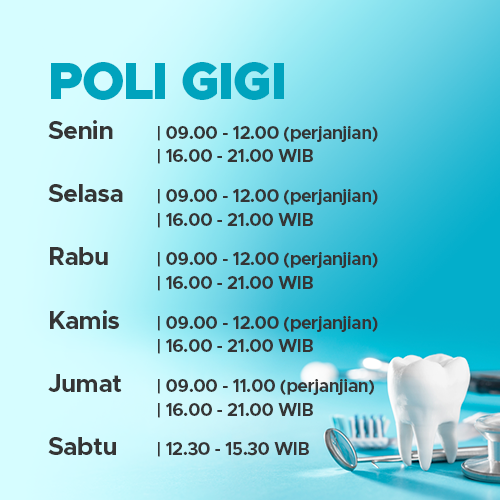 POLI GIGI
Senin | 09.00 - 12.00 (perjanjian)
| 16.00 - 21.00 WIB
Selasa | 09.00 - 12.00 (perjanjian)
| 16.00 - 21.00 WIB
Rabu | 09.00 - 12.00 (perjanjian)
| 16.00 - 21.00 WIB
Kamis | 09.00 - 12.00 (perjanjian)
| 16.00 - 21.00 WIB
Jumat | 09.00 - 11.00 (perjanjian)
| 16.00 - 21.00 WIB
Sabtu | 12.30 - 15.30 WIB